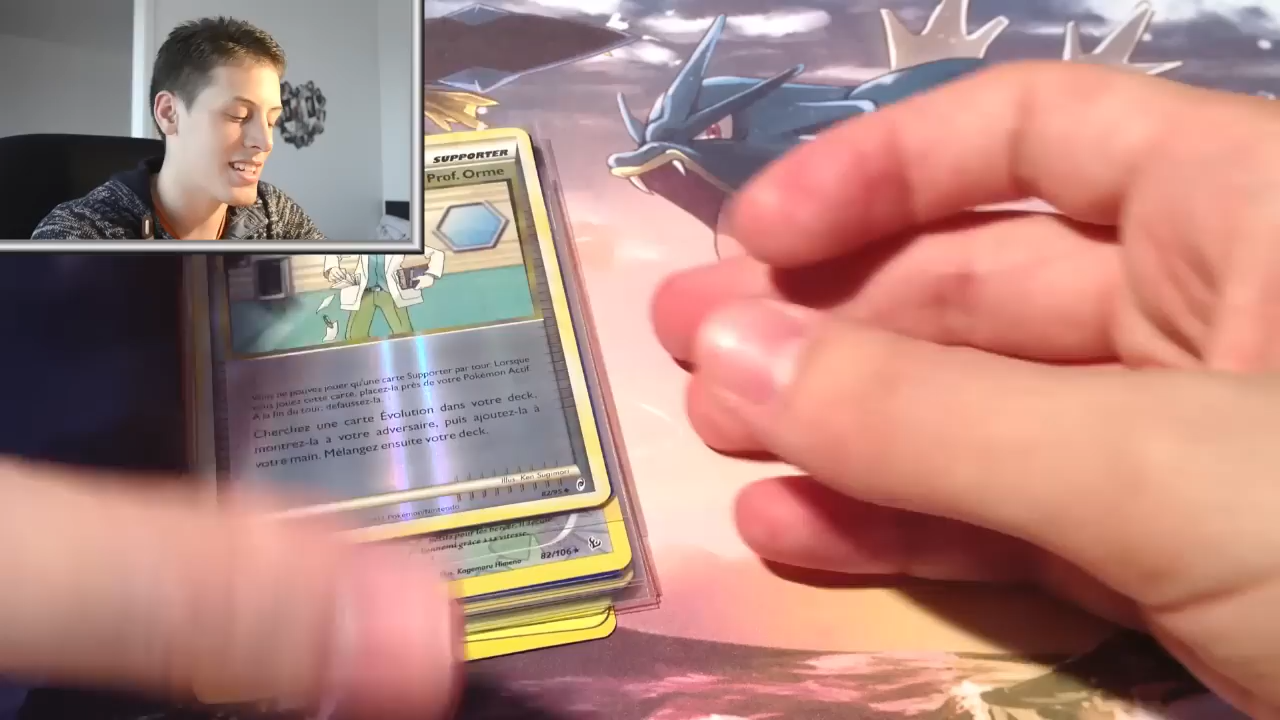 SUPPORTER
Prof. Orme
Vous ne pouvez jouer qu'une carte Supporter par tour. Lorsque
vous jouez cette carte, placez-la près de votre Pokémon Actif.
À la fin du tour, défaussez-la.
Cherchez une carte Évolution dans votre deck,
montrez-la à votre adversaire, puis ajoutez-la à
votre main. Mélangez ensuite votre deck.
Illus. Ken Sugimori
82/95
Pokémon/Nintendo
82/106
Kagemaru Himeno